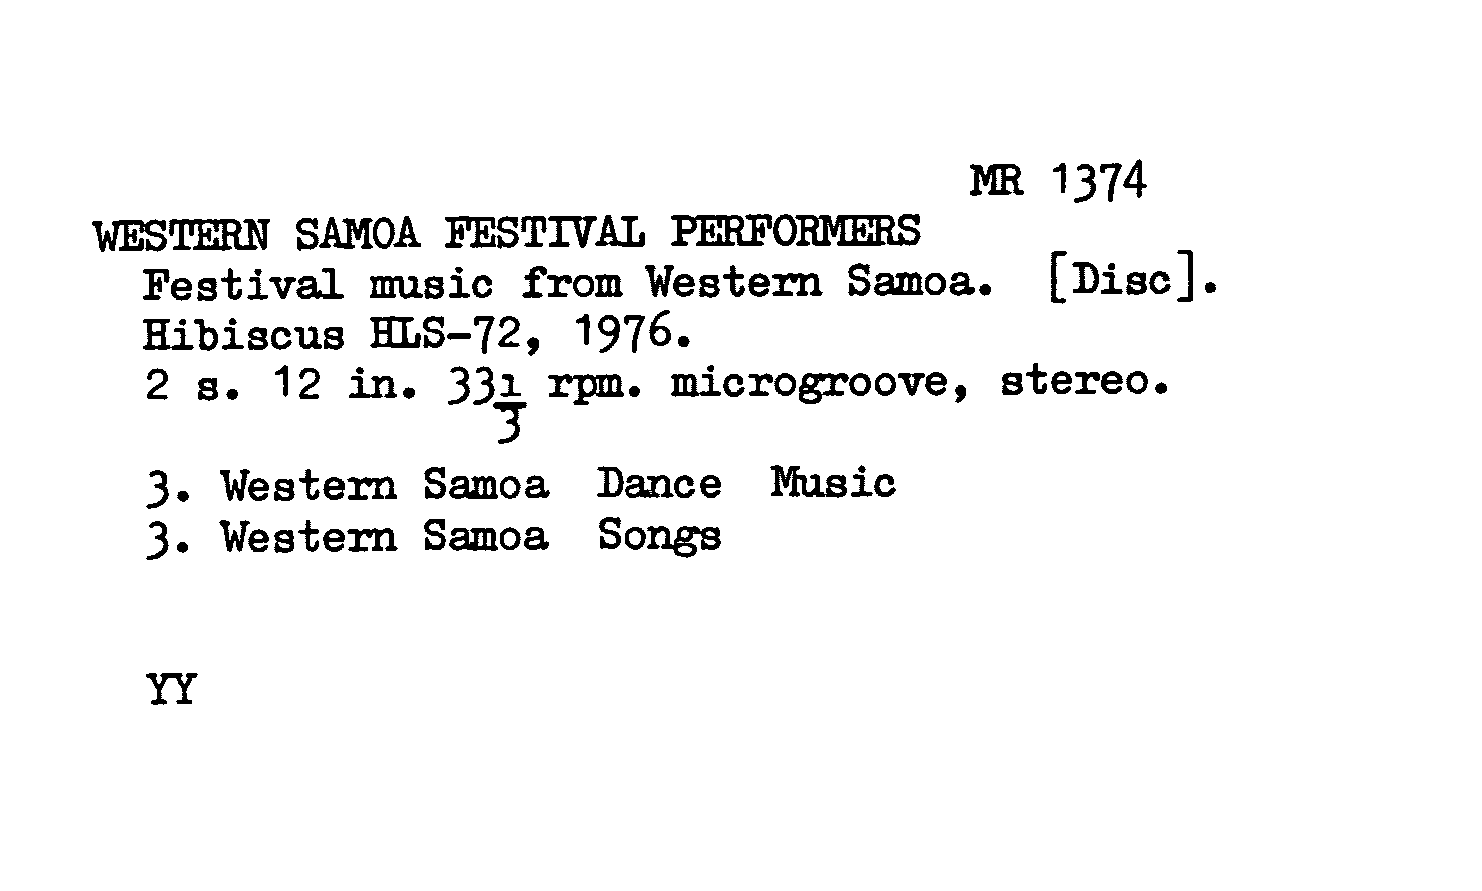 MR 1374
WESTERN SAMOA FESTIVAL PERFORMERS
Festival music from Western Samoa. [Disc].
Hibiscus HLS-72, 1976.
2 s. 12 in. 33 1/3 rpm. microgroove, stereo.
3. Western Samoa Dance Music
3. Western Samoa Songs
YY